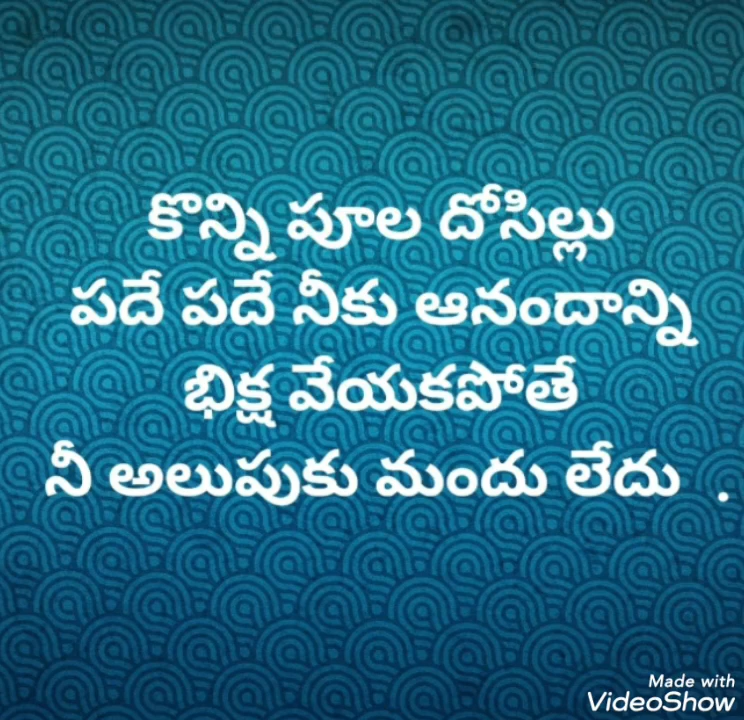 కొన్ని పూల దోసిల్లు
పదే పదే నీకు ఆనందాన్ని
భిక్ష వేయకపోతే
నీ అలుపుకు మందు లేదు .
Made with
VideoShow